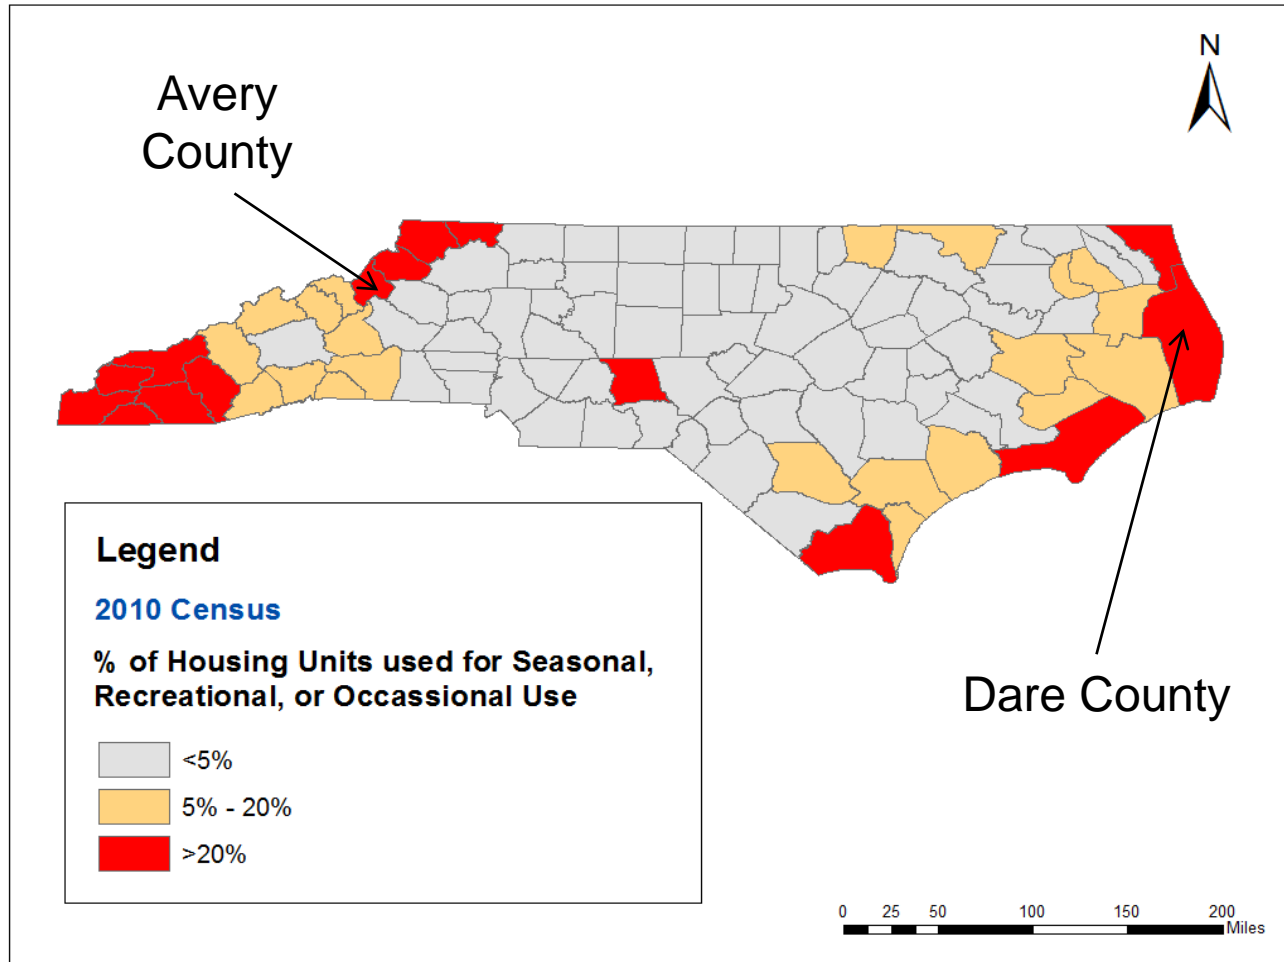 N
Avery
County
Dare County
Legend
2010 Census
% of Housing Units used for Seasonal,
Recreational, or Occassional Use
<5%
5% - 20%
>20%
0 25 50 100 150 200
Miles